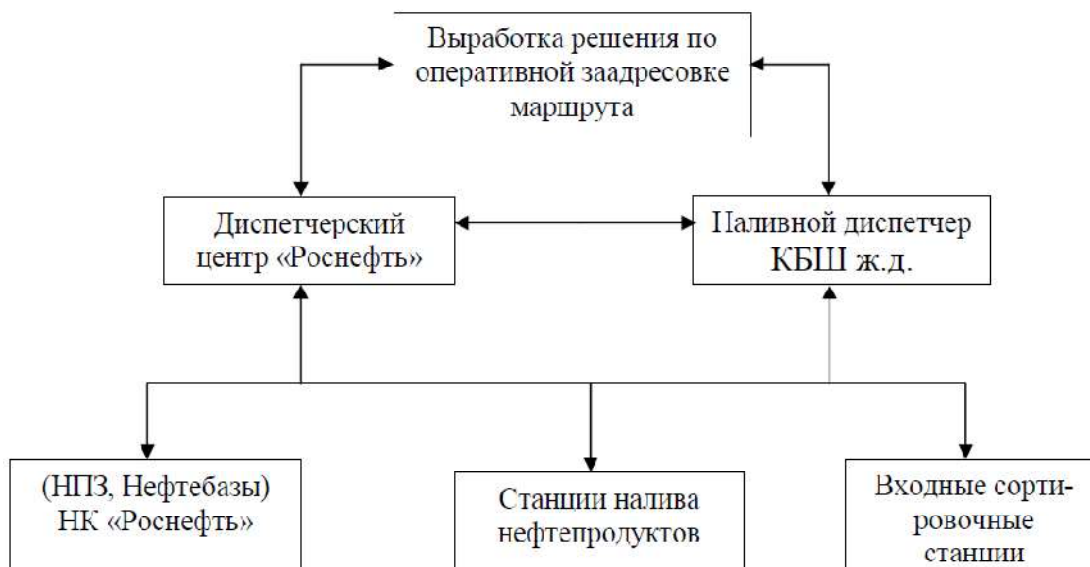 Выработка решения по
оперативной заадресовке
маршрута
Диспетчерский
центр «Роснефть»
Наливной диспетчер
КБШ ж.д.
(НПЗ, Нефтебазы)
НК «Роснефть»
Станции налива
нефтепродуктов
Входные сорти-
ровочные
станции